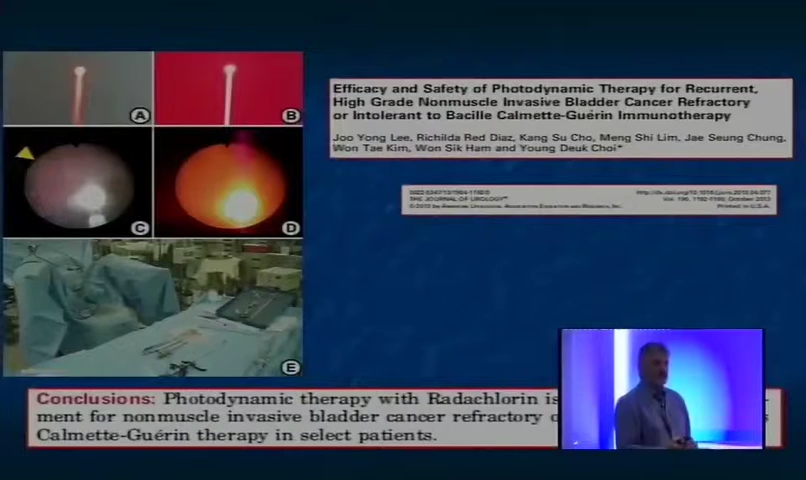 A
B
C
D
E
Efficacy and Safety of Photodynamic Therapy for Recurrent,
High Grade Nonmuscle Invasive Bladder Cancer Refractory
or Intolerant to Bacille Calmette-Guérin Immunotherapy
Joo Yong Lee, Richilda Red Diaz, Kang Su Cho, Meng Shi Lim, Jae Seung Chung,
Won Tae Kim, Won Sik Ham and Young Deuk Choi*
THE JOURNAL OF UROLOGY
Printed in U.S.A.
Conclusions: Photodynamic therapy with Radachlorin is
ment for nonmuscle invasive bladder cancer refractory
Calmette-Guérin therapy in select patients.